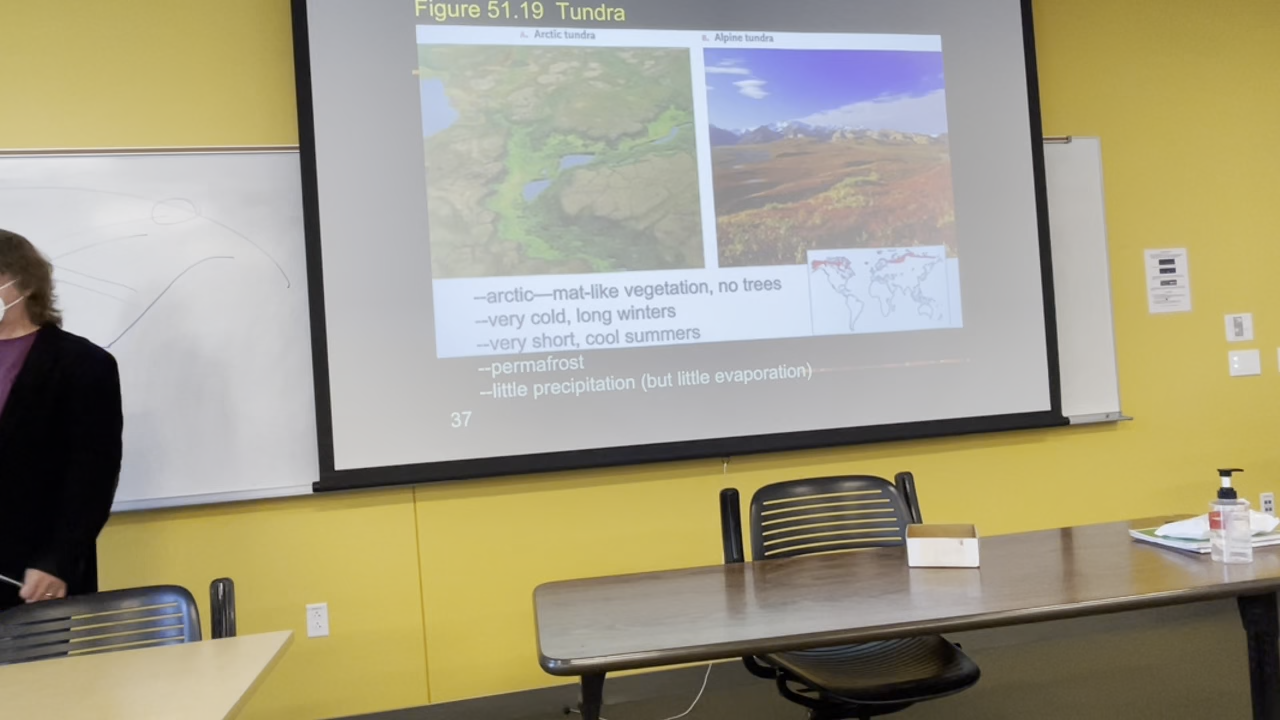 Figure 51.19 Tundra
a. Arctic tundra
B. Alpine tundra
--arctic—mat-like vegetation, no trees
--very cold, long winters
--very short, cool summers
--permafrost
--little precipitation (but little evaporation)
37